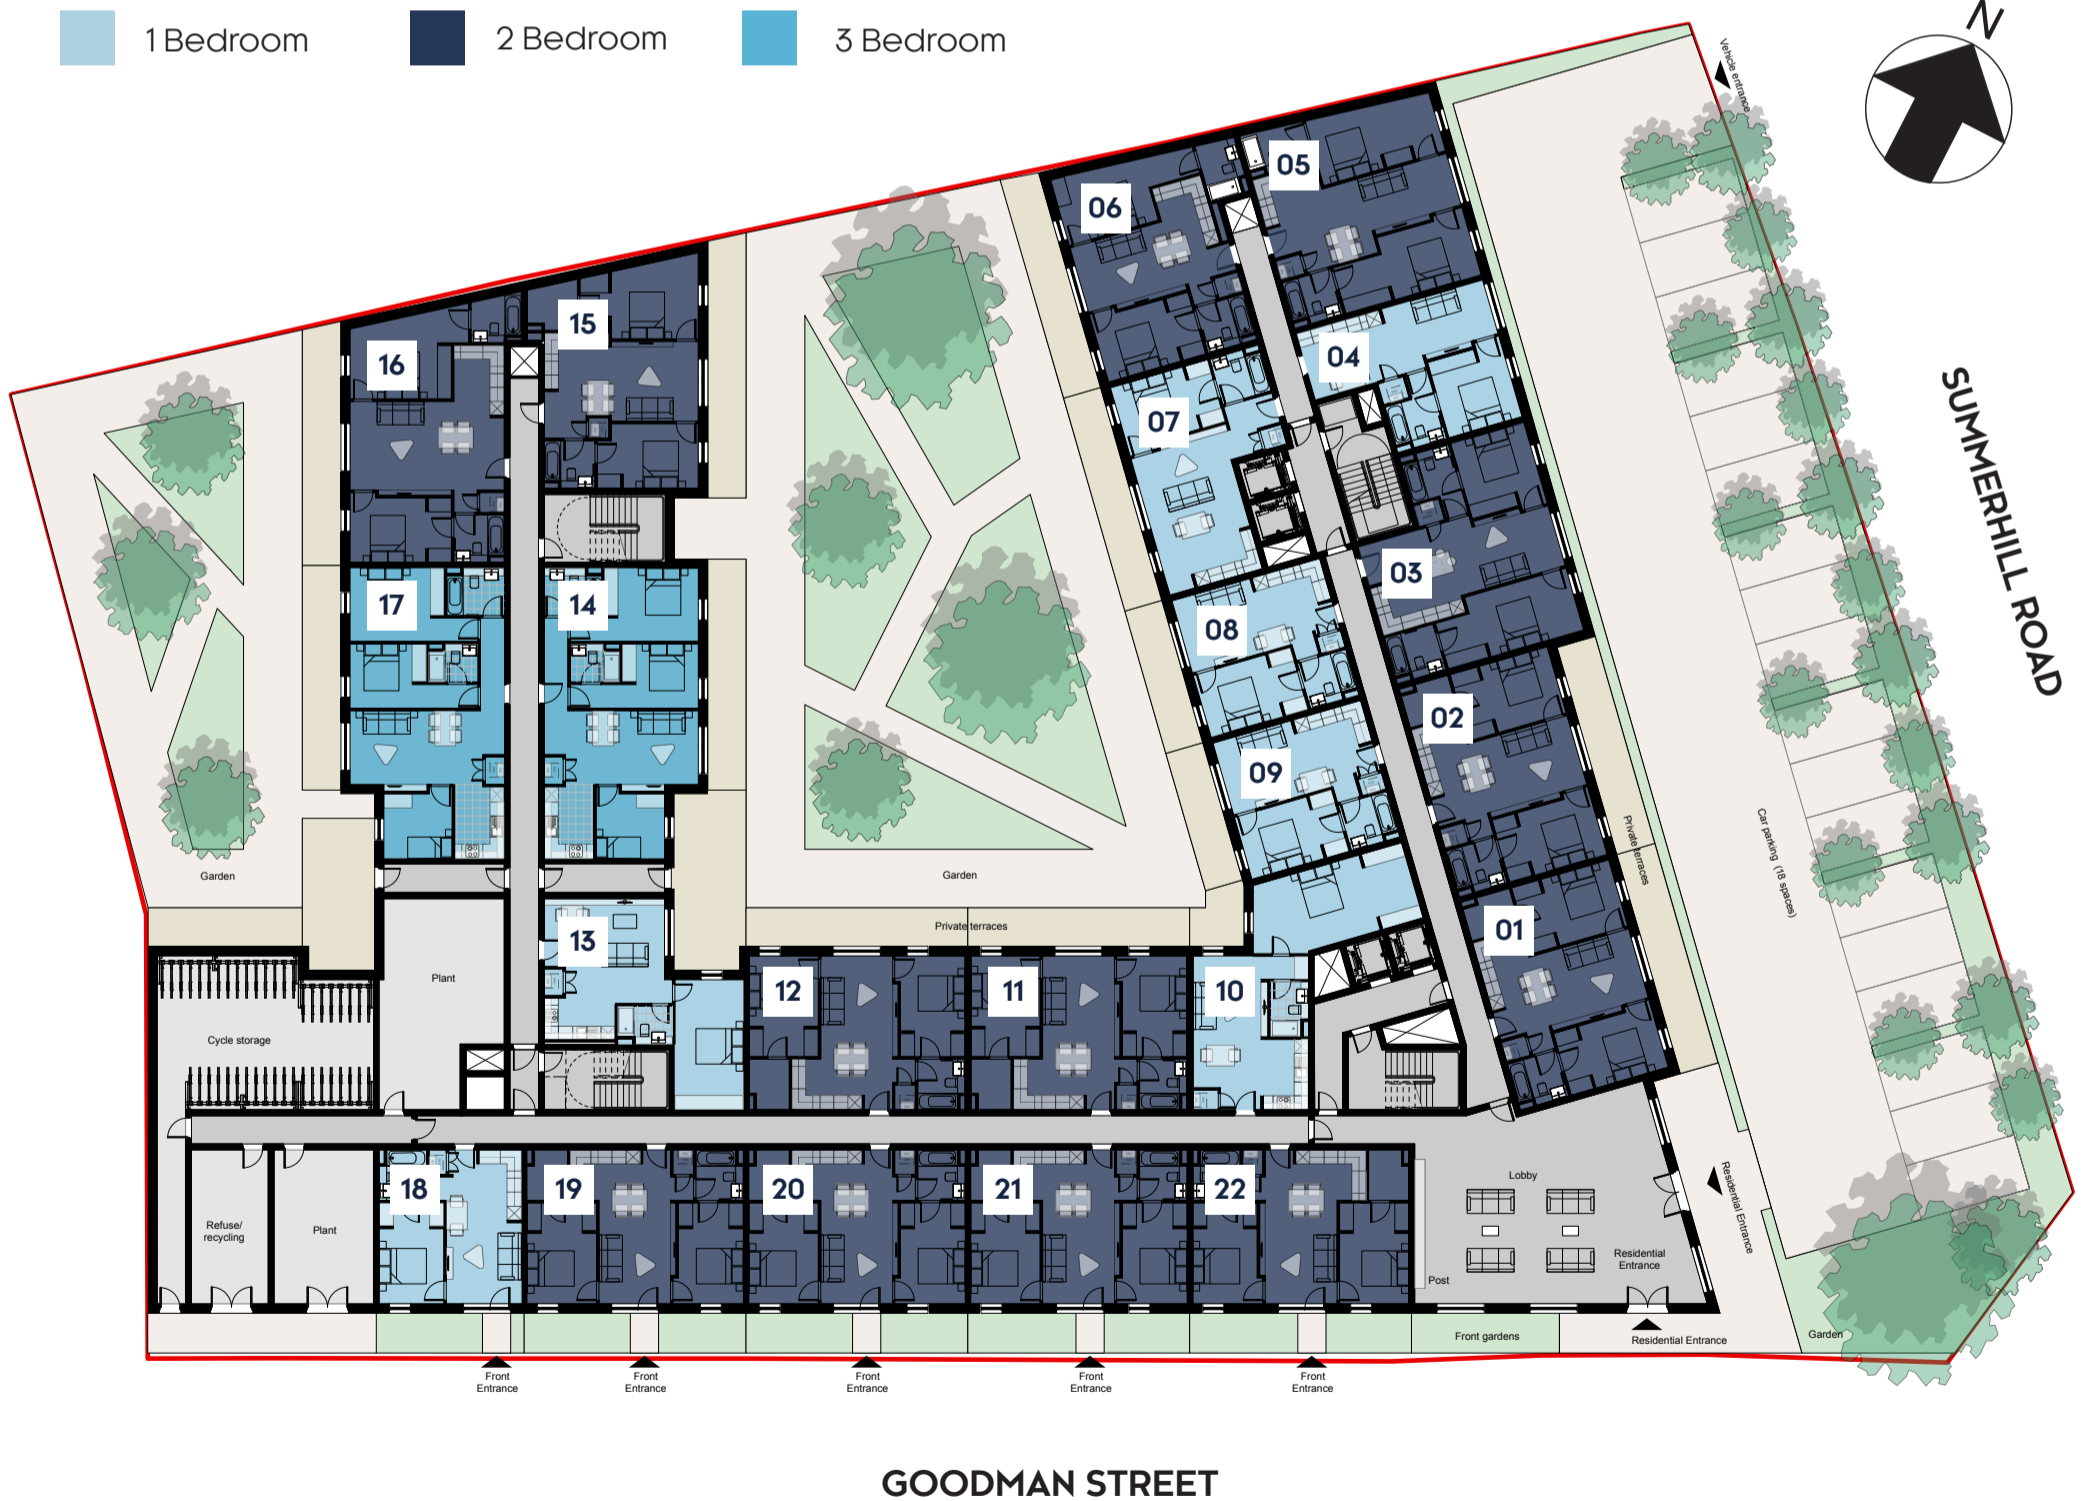 1 Bedroom
2 Bedroom
3 Bedroom
N
Vehicle entrance
05
06
15
04
16
07
SUMMERHILL ROAD
03
17
14
08
02
09
Car parking (18 spaces)
Private terraces
Garden
Garden
01
Private terraces
13
Plant
12
11
10
Cycle storage
Lobby
18
19
20
21
22
Residential Entrance
Refuse/
recycling
Plant
Residential
Entrance
Post
Front gardens
Residential Entrance
Garden
Front
Entrance
Front
Entrance
Front
Entrance
Front
Entrance
Front
Entrance
GOODMAN STREET